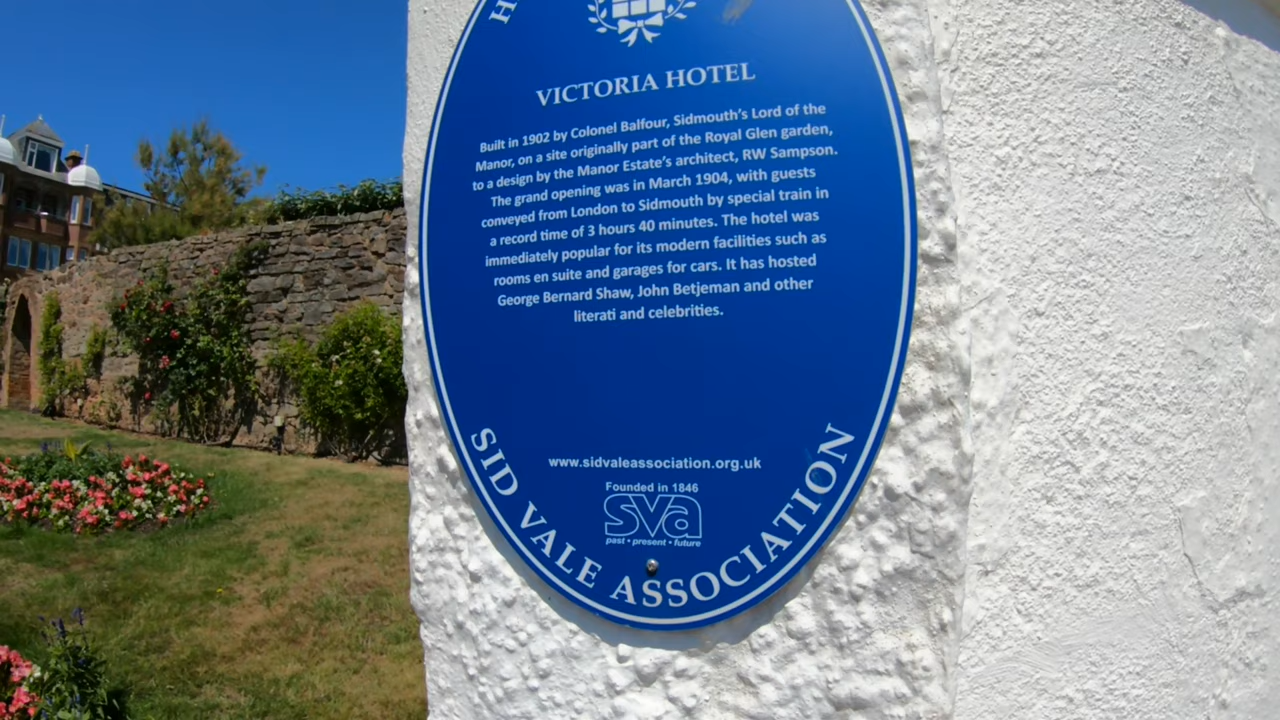 VICTORIA HOTEL
Built in 1902 by Colonel Balfour, Sidmouth's Lord of the
Manor, on a site originally part of the Royal Glen garden,
to a design by the Manor Estate's architect, RW Sampson.
The grand opening was in March 1904, with guests
conveyed from London to Sidmouth by special train in
a record time of 3 hours 40 minutes. The hotel was
immediately popular for its modern facilities such as
rooms en suite and garages for cars. It has hosted
George Bernard Shaw, John Betjeman and other
literati and celebrities.
www.sidvaleassociation.org.uk
Founded in 1846
sva
past • present • future
SID VALE ASSOCIATION